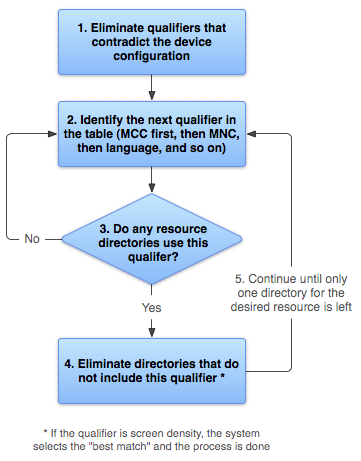 1. Eliminate qualifiers that
contradict the device
configuration
2. Identify the next qualifier in
the table (MCC first, then MNC,
then language, and so on)
3. Do any resource
directories use this
qualifer?
No
Yes
5. Continue until only
one directory for the
desired resource is left
4. Eliminate directories that do
not include this qualifier *
* If the qualifier is screen density, the system
selects the "best match" and the process is done